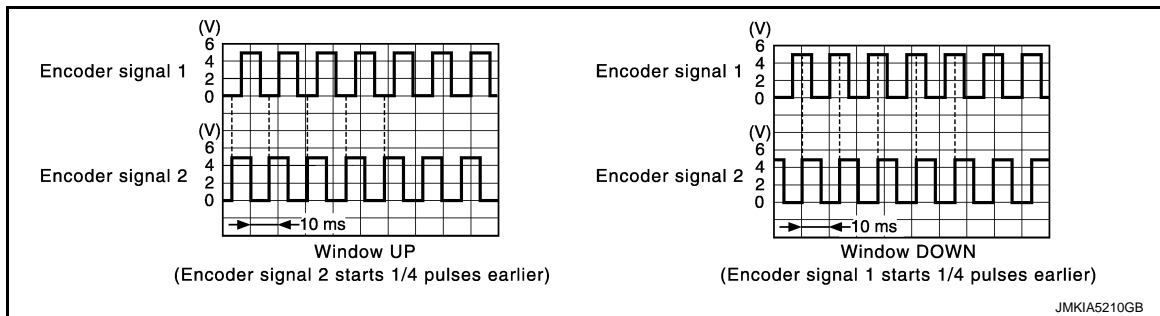 (V)
6
4
2
0
Encoder signal 1
(V)
6
4
2
0
Encoder signal 2
10 ms
Window UP
(Encoder signal 2 starts 1/4 pulses earlier)
(V)
6
4
2
0
Encoder signal 1
(V)
6
4
2
0
Encoder signal 2
10 ms
Window DOWN
(Encoder signal 1 starts 1/4 pulses earlier)
JMKIA5210GB